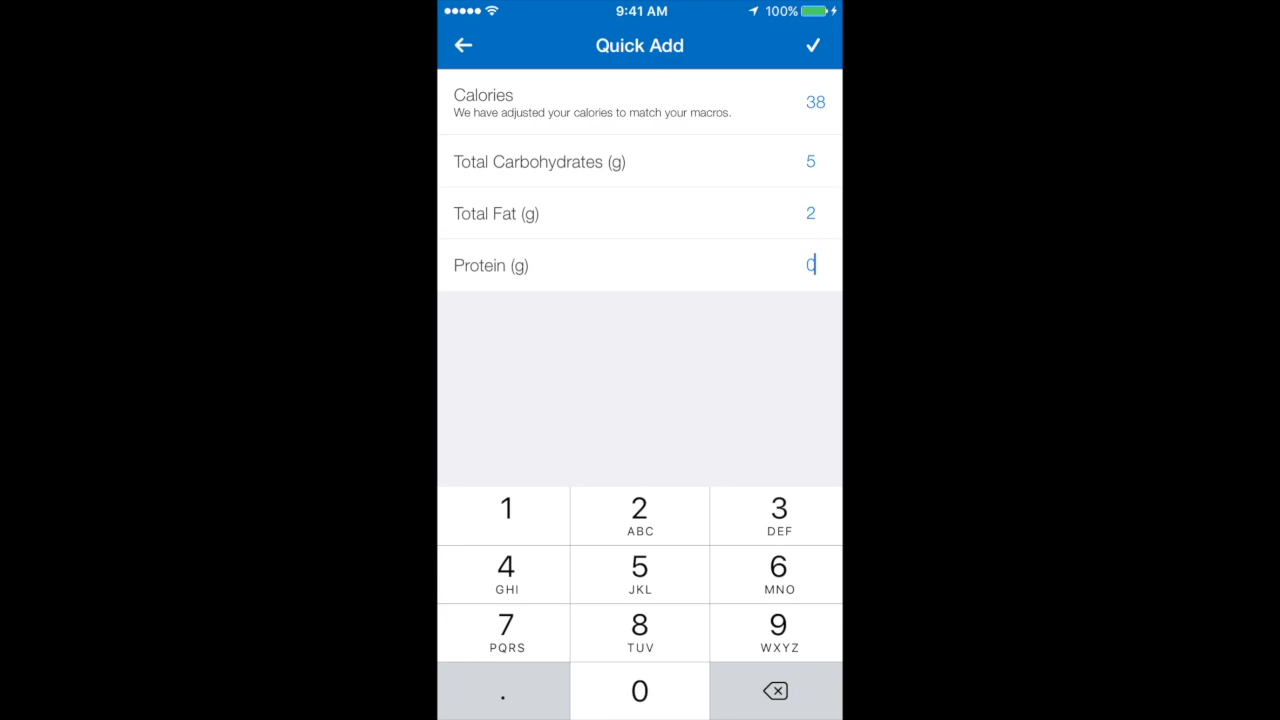 9:41 AM
100%
Quick Add
Calories
We have adjusted your calories to match your macros.
38
Total Carbohydrates (g)
5
Total Fat (g)
2
Protein (g)
0
1
2
ABC
3
DEF
4
GHI
5
JKL
6
MNO
7
PQRS
8
TUV
9
WXYZ
.
0